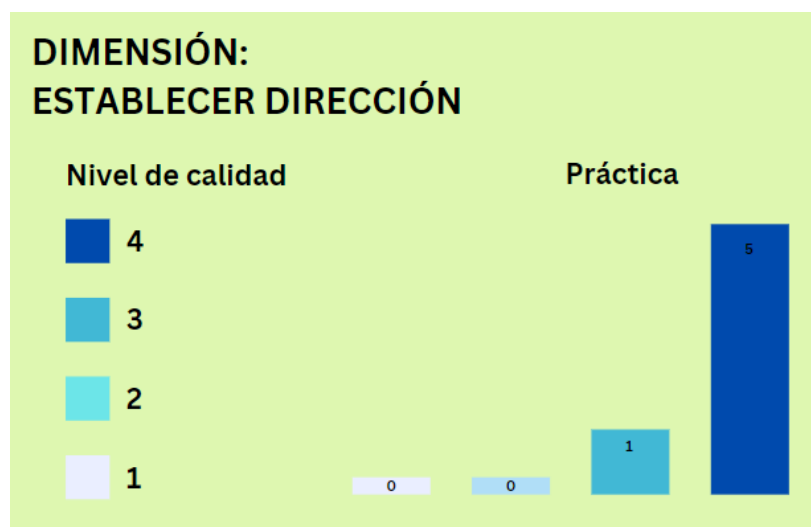 DIMENSIÓN:
ESTABLECER DIRECCIÓN
Nivel de calidad
Práctica
4
5
3
2
1
1
0
0